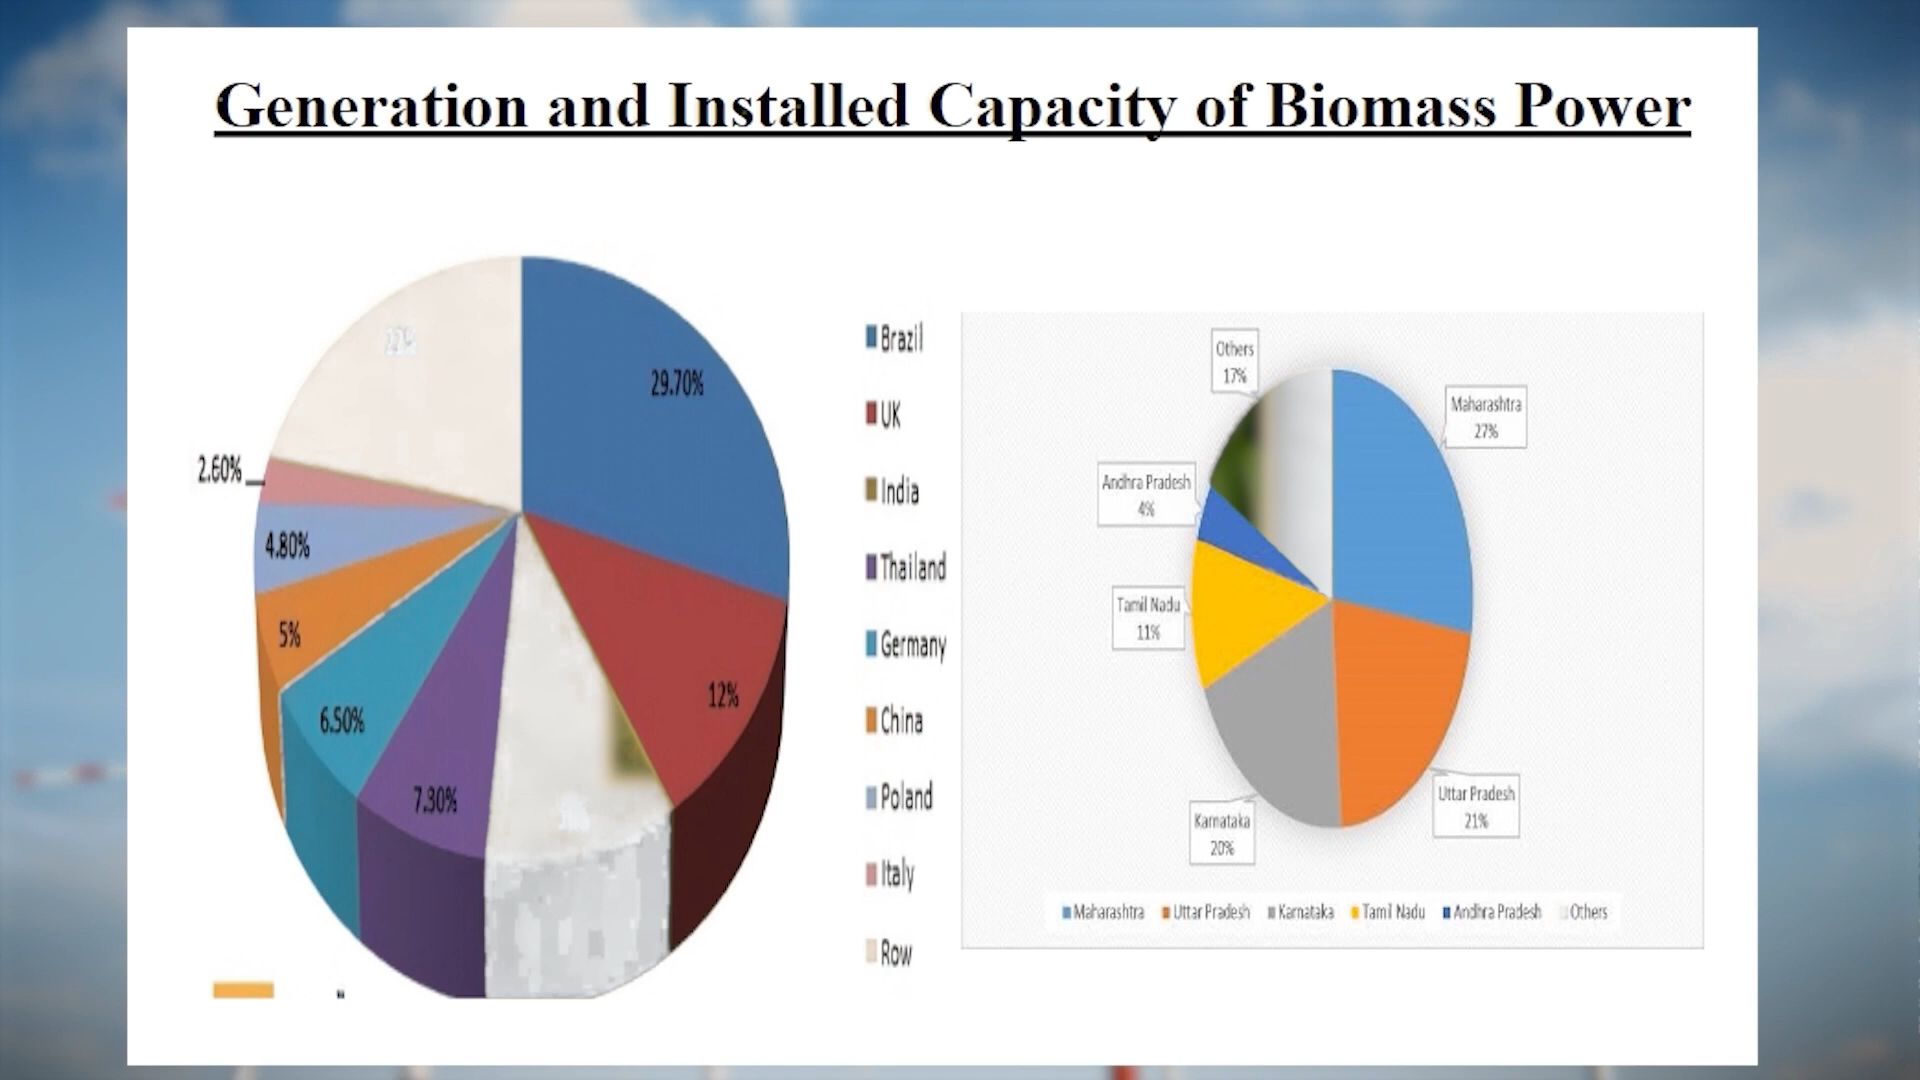 Generation and Installed Capacity of Biomass Power
29.70%
12%
7.30%
6.50%
5%
4.80%
2.60%
Brazil
UK
India
Thailand
Germany
China
Poland
Italy
Row
Others
17%
Maharashtra
27%
Andhra Pradesh
4%
Tamil Nadu
11%
Uttar Pradesh
21%
Karnataka
20%
Maharashtra Uttar Pradesh Karnataka Tamil Nadu Andhra Pradesh Others